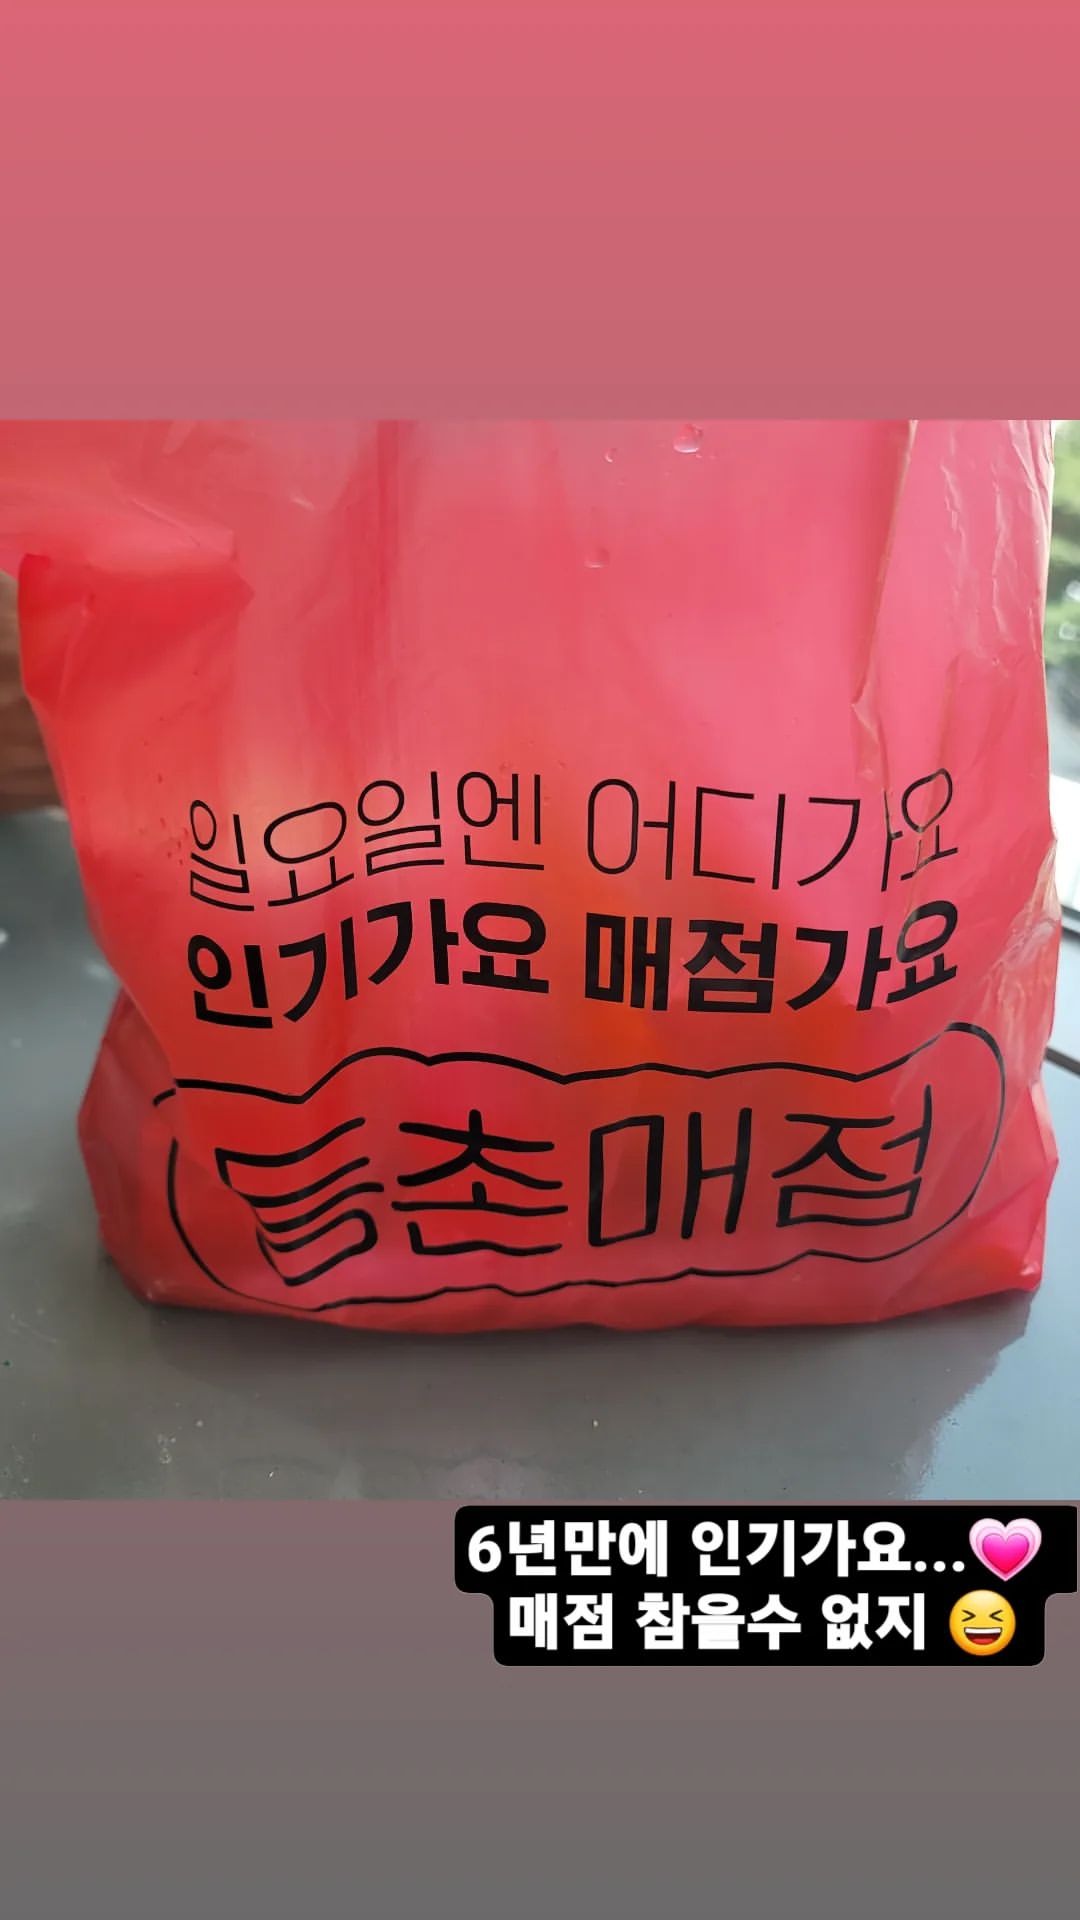 일요일엔 어디가요
인기가요 매점가요
등촌매점
6년만에 인기가요...💗
매점 참을수 없지 😆